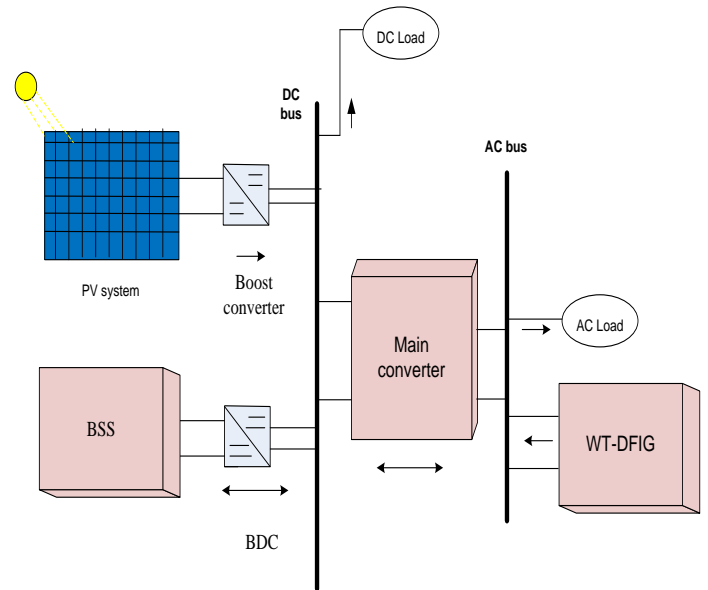 DC Load
DC
bus
AC bus
PV system
Boost
converter
Main
converter
AC Load
BSS
WT-DFIG
BDC